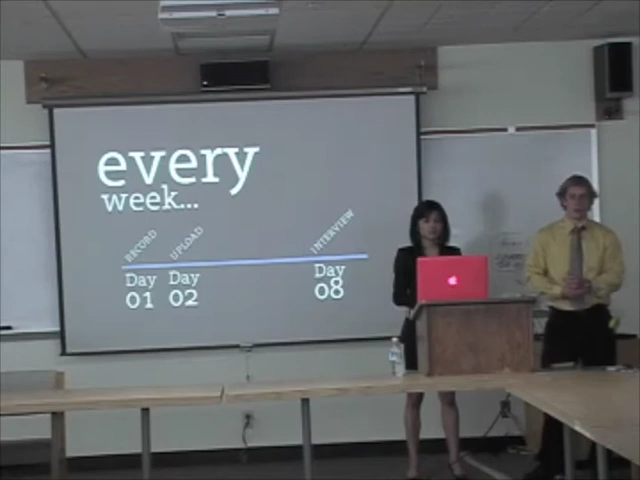 every
week...
RECORD UPLOAD INTERVIEW
Day Day Day
01 02 08